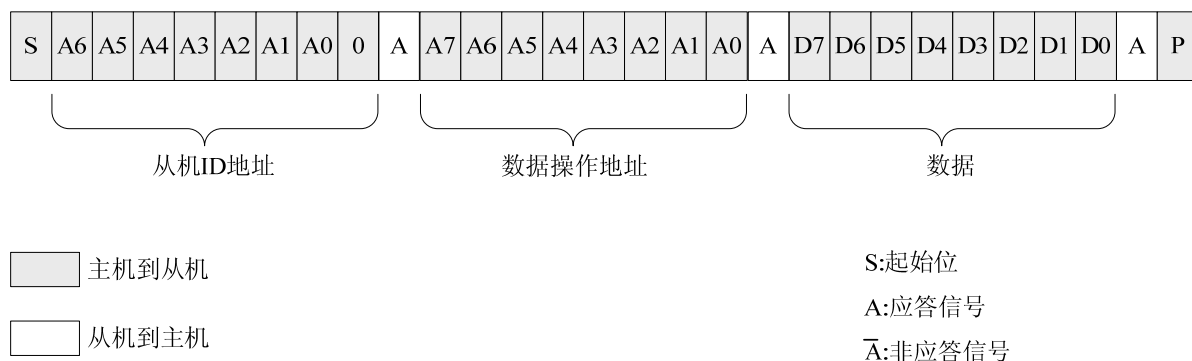 S A6 A5 A4 A3 A2 A1 A0 0 A A7 A6 A5 A4 A3 A2 A1 A0 A D7 D6 D5 D4 D3 D2 D1 D0 A P
从机ID地址 数据操作地址 数据
主机到从机
从机到主机
S:起始位
A:应答信号
A̅:非应答信号